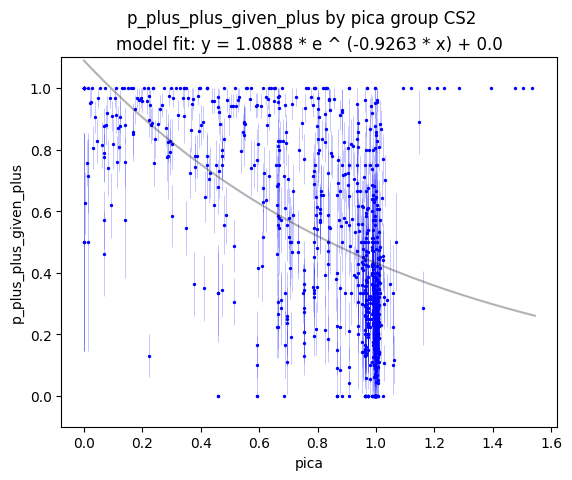 p_plus_plus_given_plus by pica group CS2
model fit: y = 1.0888 * e ^ (-0.9263 * x) + 0.0
1.0
0.8
0.6
0.4
0.2
0.0
p_plus_plus_given_plus
0.0 0.2 0.4 0.6 0.8 1.0 1.2 1.4 1.6
pica